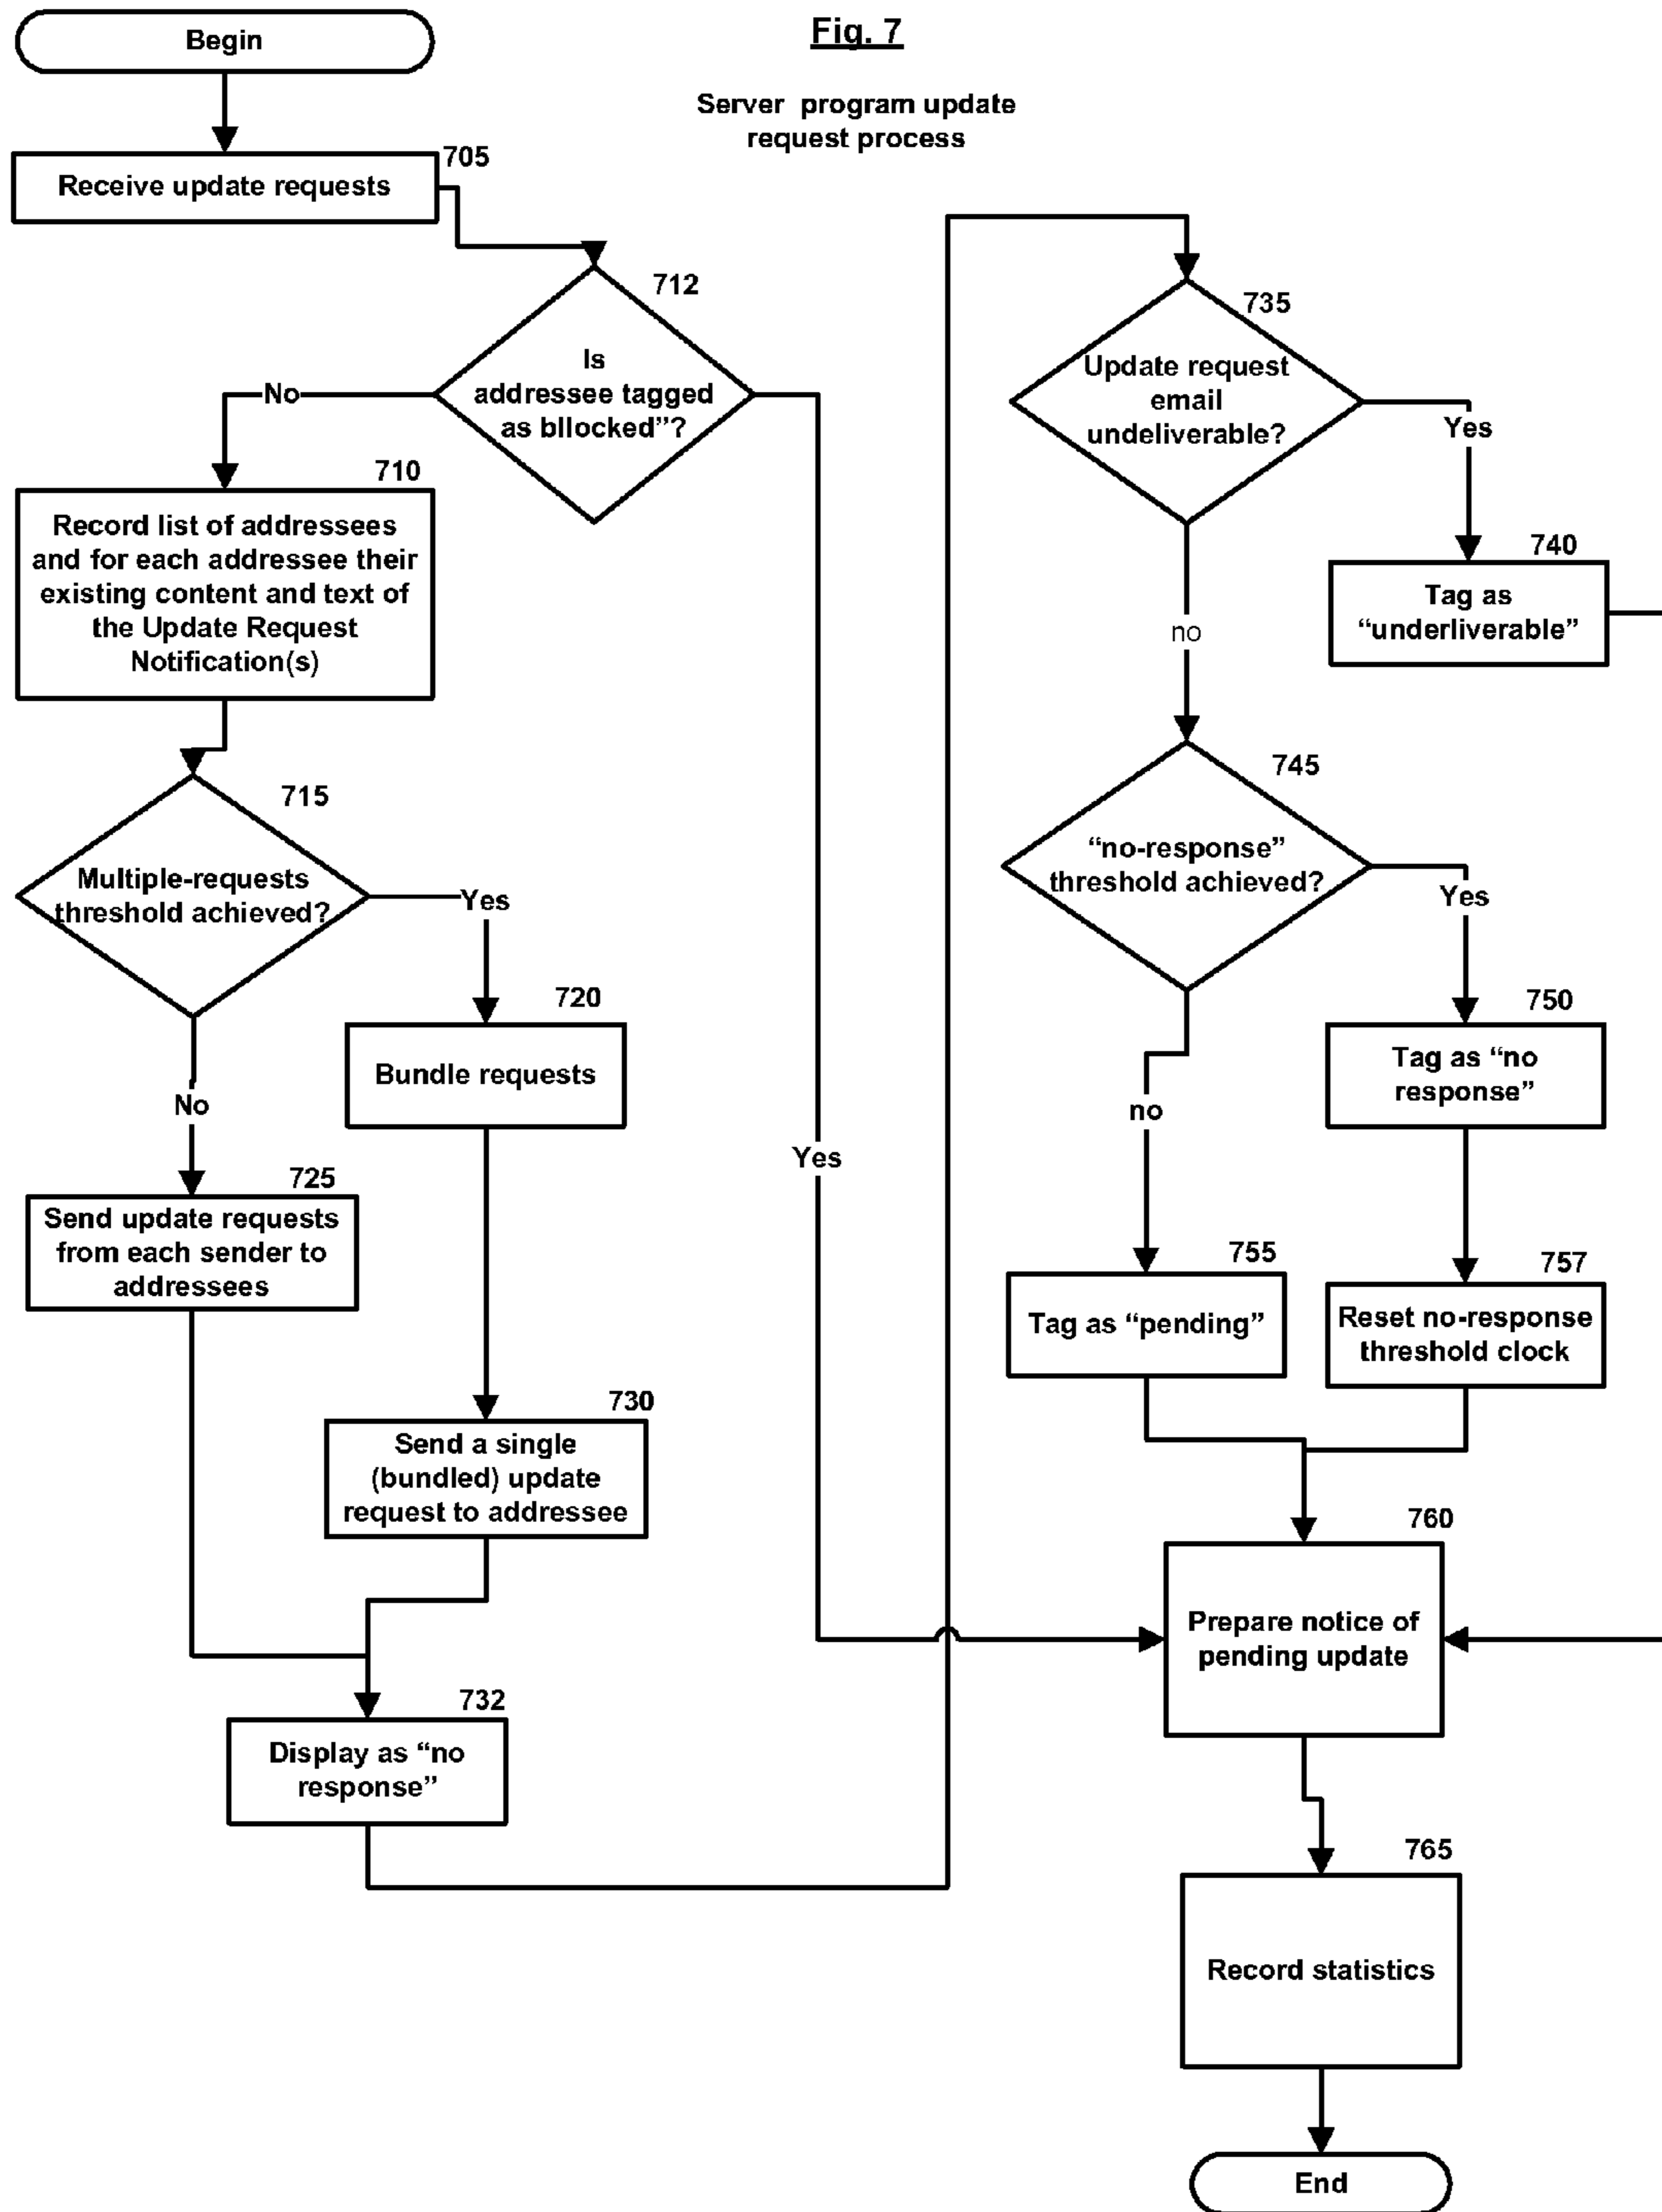 Fig. 7
Server program update
request process
Begin
705
Receive update requests
712
Is
addressee tagged
as bllocked”?
No
Yes
710
Record list of addressees
and for each addressee their
existing content and text of
the Update Request
Notification(s)
715
Multiple-requests
threshold achieved?
Yes
No
720
Bundle requests
725
Send update requests
from each sender to
addressees
730
Send a single
(bundled) update
request to addressee
732
Display as “no
response”
735
Update request
email
undeliverable?
Yes
no
740
Tag as
“underliverable”
745
“no-response”
threshold achieved?
Yes
no
750
Tag as “no
response”
755
Tag as “pending”
757
Reset no-response
threshold clock
760
Prepare notice of
pending update
765
Record statistics
End